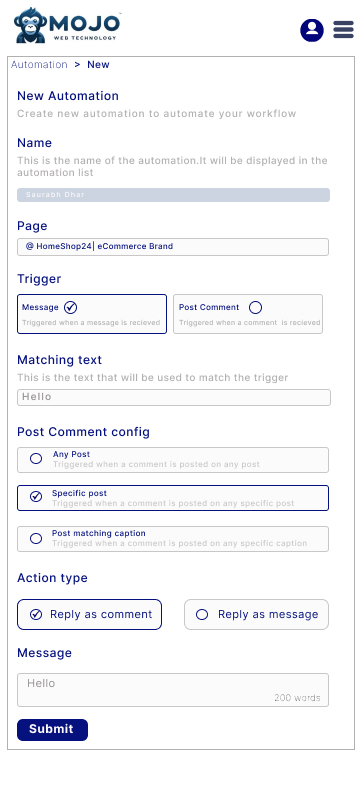 MOJO
WEB TECHNOLOGY
Automation > New
New Automation
Create new automation to automate your workflow
Name
This is the name of the automation.It will be displayed in the
automation list
Saurabh Dhar
Page
@ HomeShop24| eCommerce Brand
Trigger
Message
Triggered when a message is recieved
Post Comment
Triggered when a comment is recieved
Matching text
This is the text that will be used to match the trigger
Hello
Post Comment config
Any Post
Triggered when a comment is posted on any post
Specific post
Triggered when a comment is posted on any specific post
Post matching caption
Triggered when a comment is posted on any specific caption
Action type
Reply as comment
Reply as message
Message
Hello
200 words
Submit